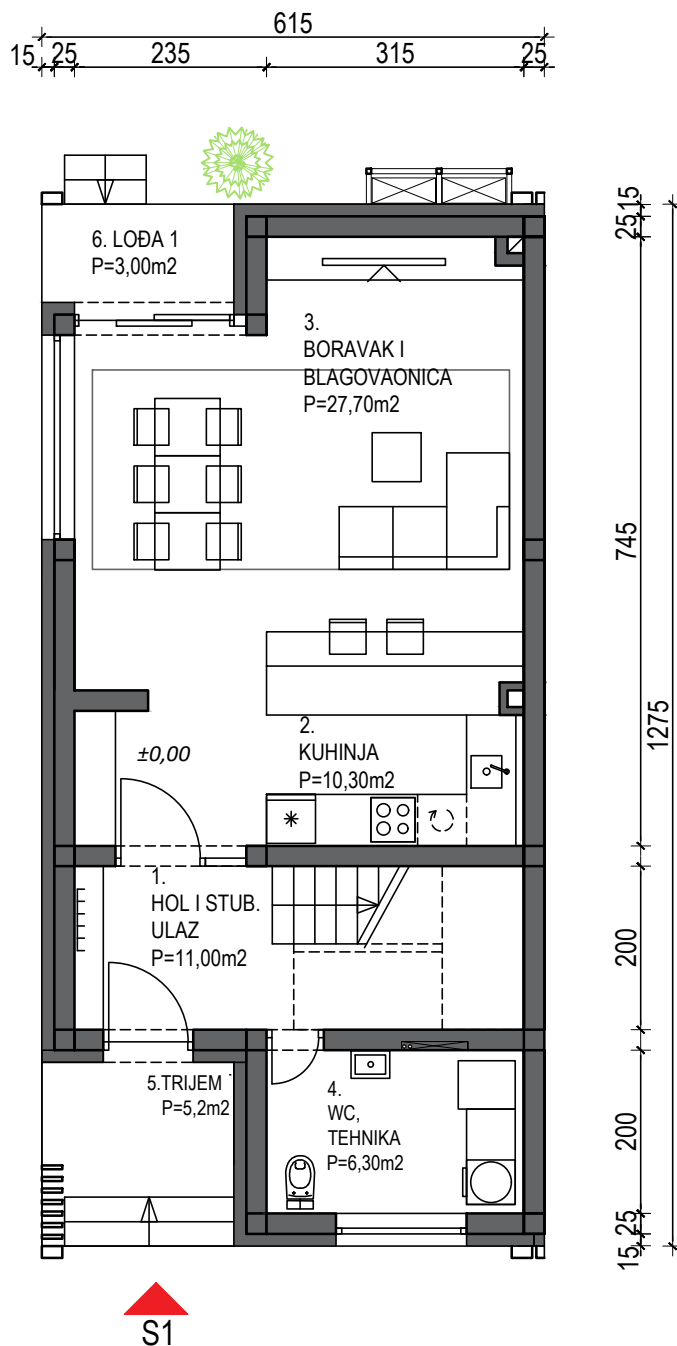 615
15 25 235 315 25
6. LOĐA 1
P=3,00m2
3.
BORAVAK I
BLAGOVAONICA
P=27,70m2
2.
KUHINJA
P=10,30m2
±0,00
1.
HOL I STUB.
ULAZ
P=11,00m2
5.TRIJEM
P=5,2m2
4.
WC,
TEHNIKA
P=6,30m2
15
25
745
1275
200
200
25
15
S1